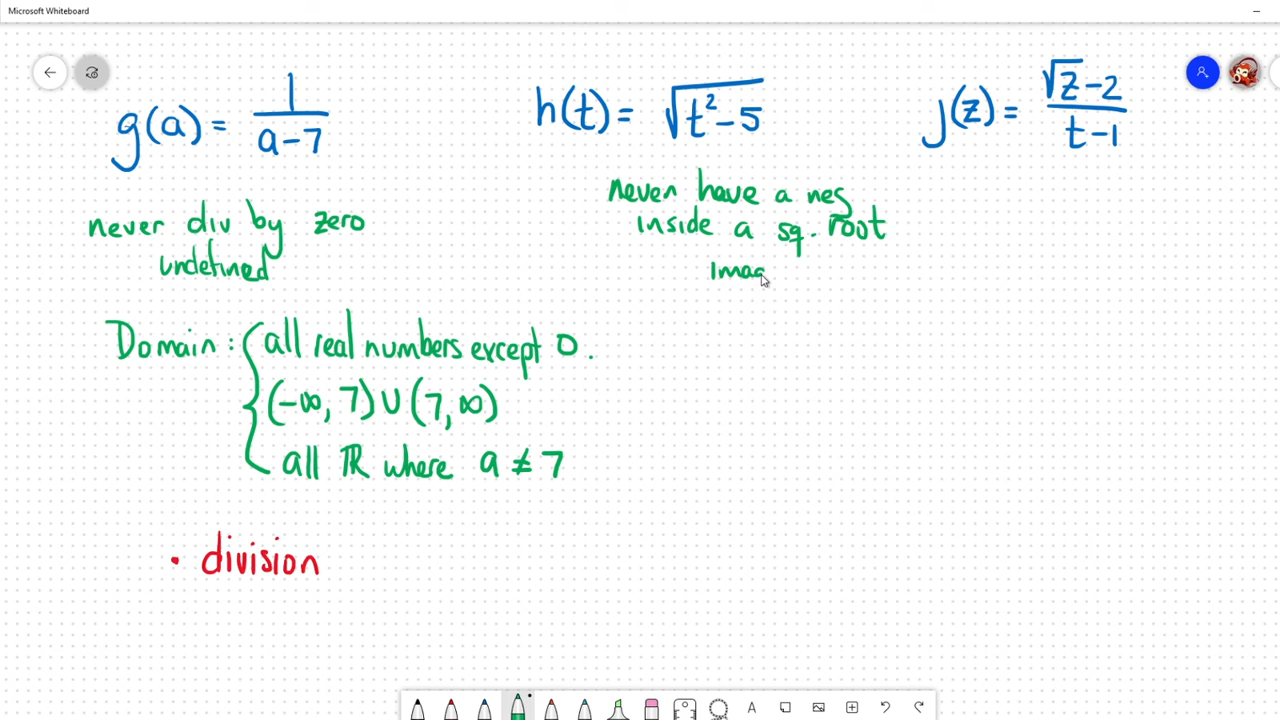 Microsoft Whiteboard
g(a) = 1/(a-7)
h(t) = √(t²-5)
j(z) = (√z-2)/(t-1)
never div by zero
undefined
never have a neg
inside a sq. root
imag
Domain: all real numbers except 0.
(-∞, 7) ∪ (7, ∞)
all ℝ where a ≠ 7
• division
A